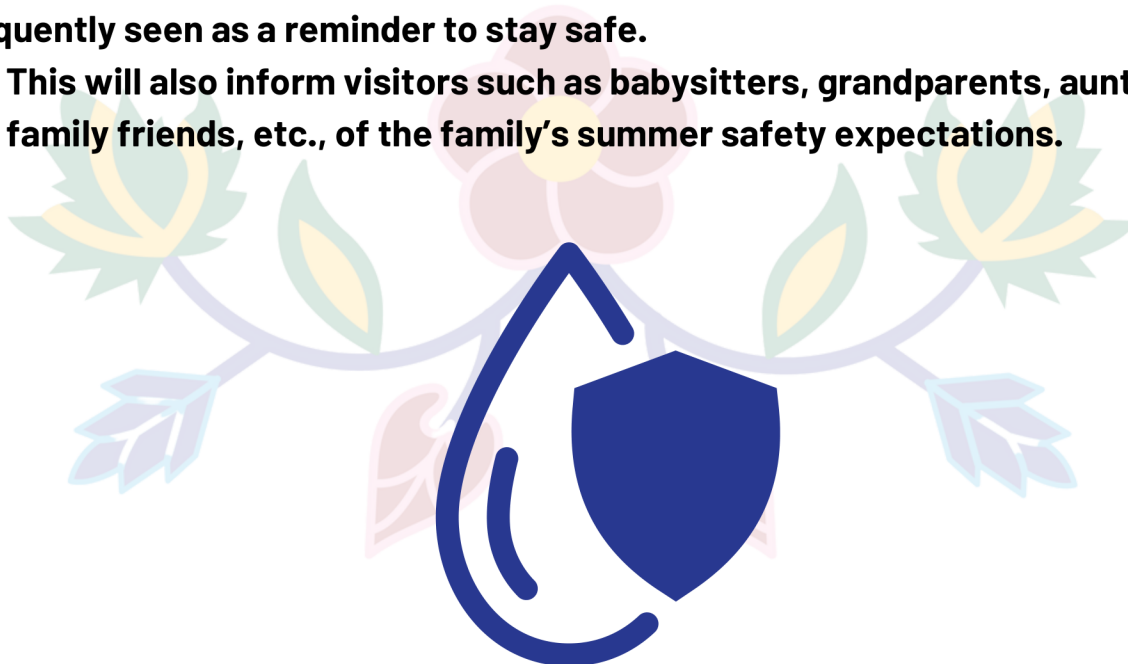 quently seen as a reminder to stay safe.
This will also inform visitors such as babysitters, grandparents, aunt
family friends, etc., of the family’s summer safety expectations.